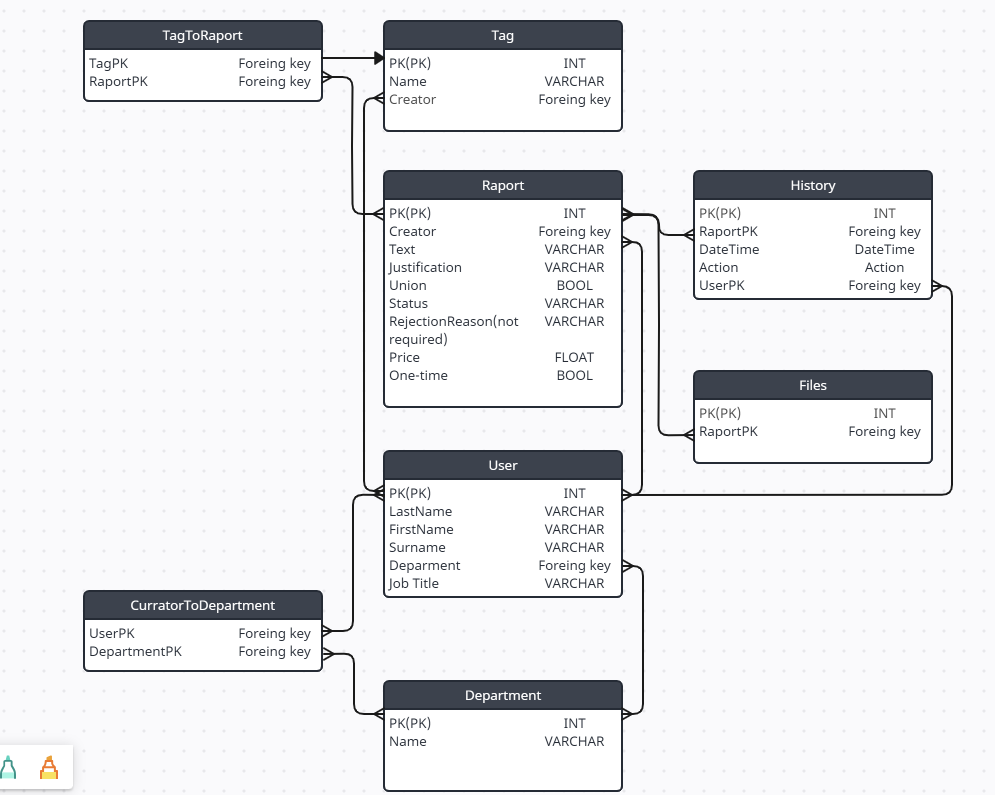 TagToRaport
TagPK Foreing key
RaportPK Foreing key
Tag
PK(PK) INT
Name VARCHAR
Creator Foreing key
Raport
PK(PK) INT
Creator Foreing key
Text VARCHAR
Justification VARCHAR
Union BOOL
Status VARCHAR
RejectionReason(not VARCHAR
required)
Price FLOAT
One-time BOOL
History
PK(PK) INT
RaportPK Foreing key
DateTime DateTime
Action Action
UserPK Foreing key
Files
PK(PK) INT
RaportPK Foreing key
User
PK(PK) INT
LastName VARCHAR
FirstName VARCHAR
Surname VARCHAR
Deparment Foreing key
Job Title VARCHAR
CurratorToDepartment
UserPK Foreing key
DepartmentPK Foreing key
Department
PK(PK) INT
Name VARCHAR